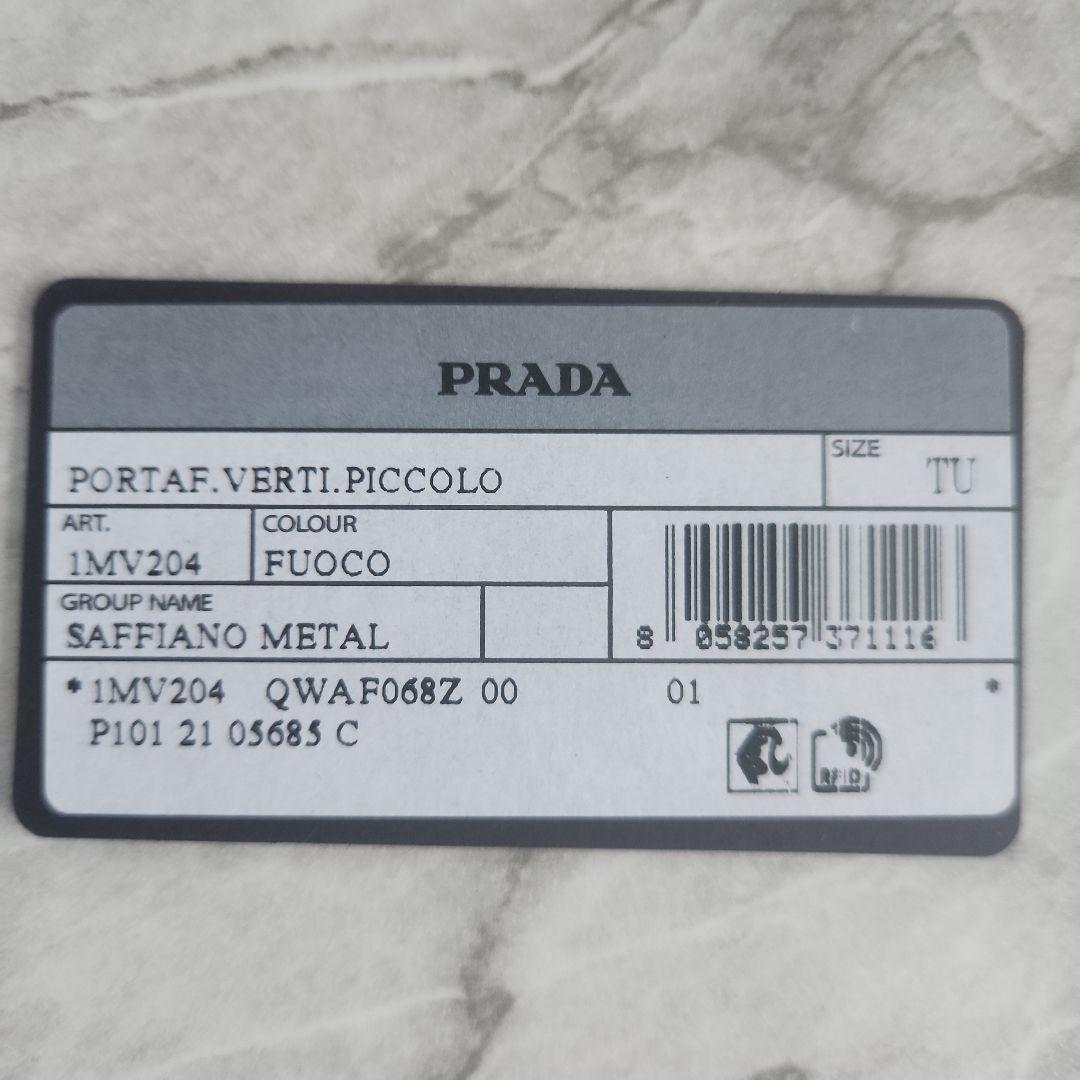 PRADA
PORTAF.VERTI.PICCOLO
SIZE
TU
ART.
1MV204
COLOUR
FUOCO
GROUP NAME
SAFFIANO METAL
8 058257 371116
* 1MV204 QWAF068Z 00 01 *
P101 21 05685 C
RFID